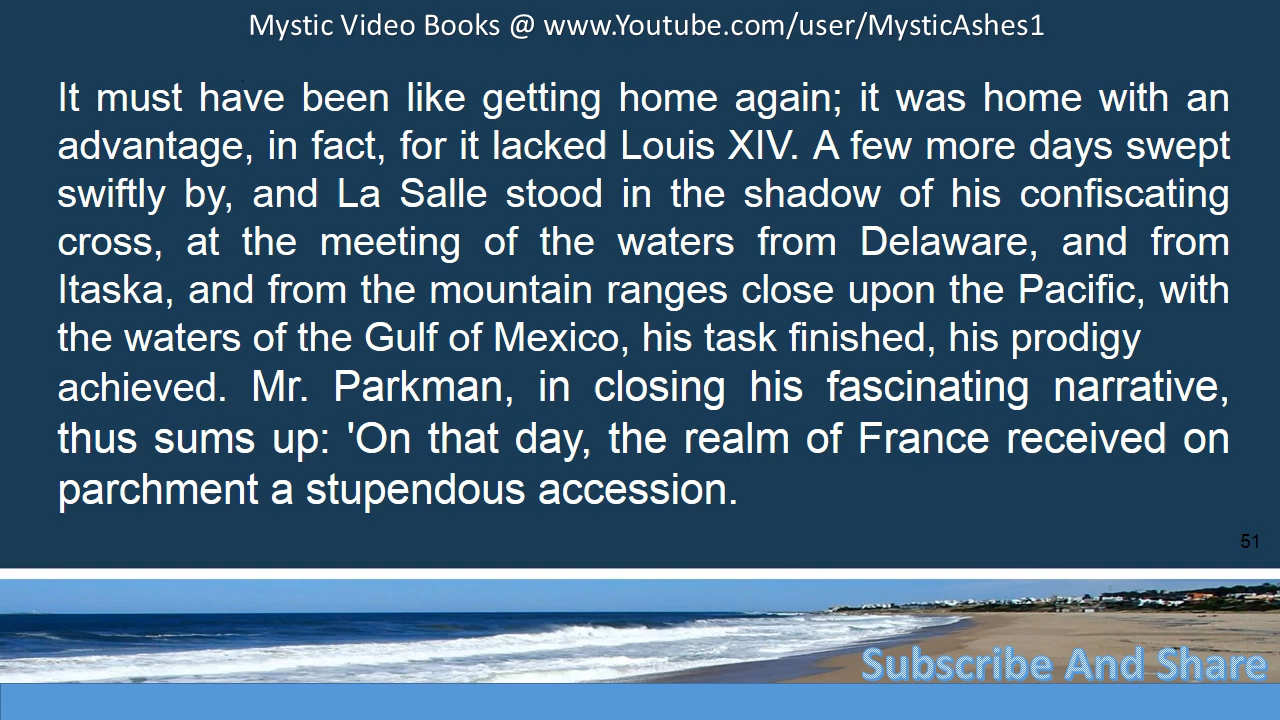 Mystic Video Books @ www.Youtube.com/user/MysticAshes1
It must have been like getting home again; it was home with an
advantage, in fact, for it lacked Louis XIV. A few more days swept
swiftly by, and La Salle stood in the shadow of his confiscating
cross, at the meeting of the waters from Delaware, and from
Itaska, and from the mountain ranges close upon the Pacific, with
the waters of the Gulf of Mexico, his task finished, his prodigy
achieved. Mr. Parkman, in closing his fascinating narrative,
thus sums up: 'On that day, the realm of France received on
parchment a stupendous accession.
51
Subscribe And Share